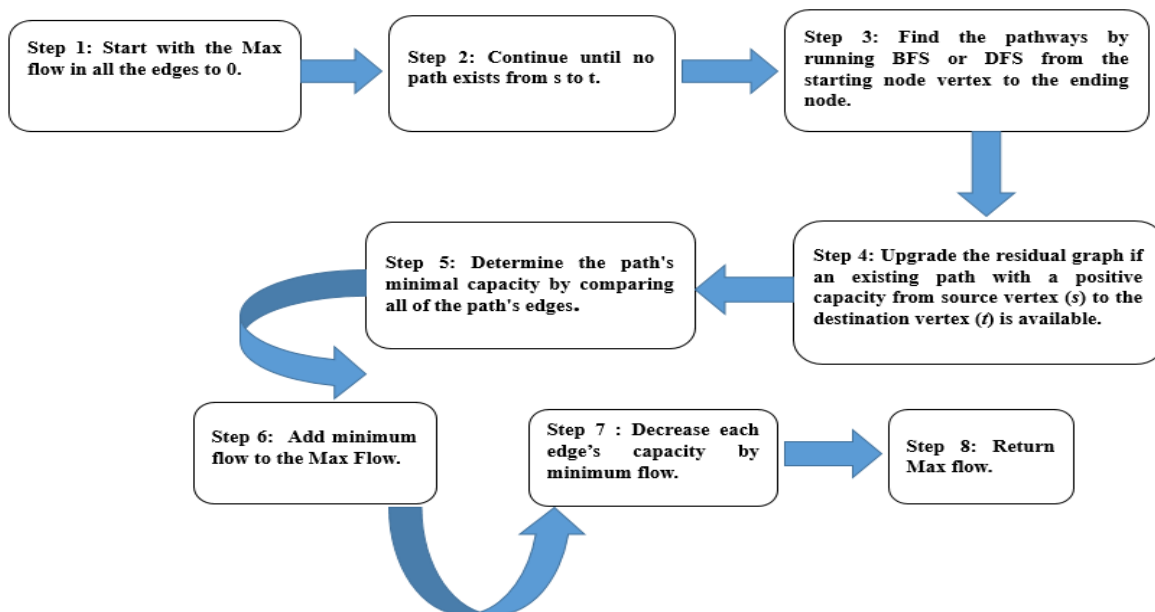 Step 1: Start with the Max
flow in all the edges to 0.
Step 2: Continue until no
path exists from s to t.
Step 3: Find the pathways by
running BFS or DFS from the
starting node vertex to the ending
node.
Step 4: Upgrade the residual graph if
an existing path with a positive
capacity from source vertex (s) to the
destination vertex (t) is available.
Step 5: Determine the path's
minimal capacity by comparing
all of the path's edges.
Step 6: Add minimum
flow to the Max Flow.
Step 7 : Decrease each
edge’s capacity by
minimum flow.
Step 8: Return
Max flow.